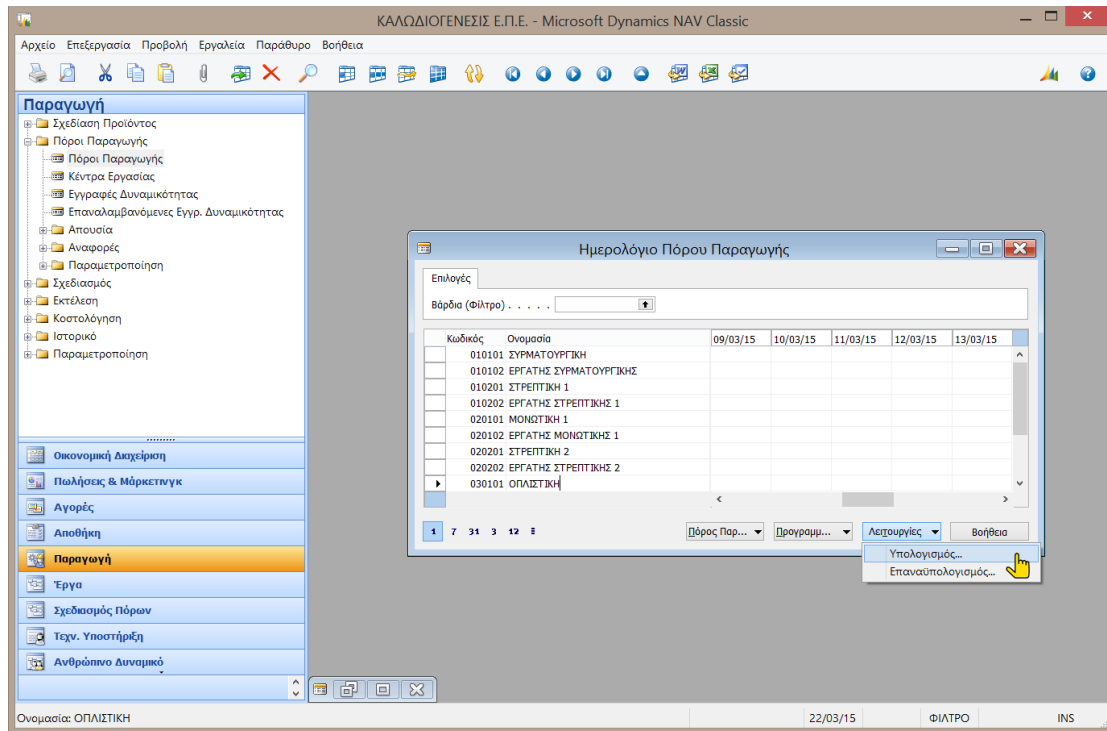 ΚΑΛΩΔΙΟΓΕΝΕΣΙΣ Ε.Π.Ε. - Microsoft Dynamics NAV Classic
Αρχείο Επεξεργασία Προβολή Εργαλεία Παράθυρο Βοήθεια
Παραγωγή
Σχεδίαση Προϊόντος
Πόροι Παραγωγής
Πόροι Παραγωγής
Κέντρα Εργασίας
Εγγραφές Δυναμικότητας
Επαναλαμβανόμενες Εγγρ. Δυναμικότητας
Απουσία
Αναφορές
Παραμετροποίηση
Σχεδιασμός
Εκτέλεση
Κοστολόγηση
Ιστορικό
Παραμετροποίηση
Οικονομική Διαχείριση
Πωλήσεις & Μάρκετινγκ
Αγορές
Αποθήκη
Παραγωγή
Έργα
Σχεδιασμός Πόρων
Τεχν. Υποστήριξη
Ανθρώπινο Δυναμικό
Ημερολόγιο Πόρου Παραγωγής
Επιλογές
Βάρδια (Φίλτρο) . . . . .
Κωδικός Ονομασία 09/03/15 10/03/15 11/03/15 12/03/15 13/03/15
010101 ΣΥΡΜΑΤΟΥΡΓΙΚΗ
010102 ΕΡΓΑΤΗΣ ΣΥΡΜΑΤΟΥΡΓΙΚΗΣ
010201 ΣΤΡΕΠΤΙΚΗ 1
010202 ΕΡΓΑΤΗΣ ΣΤΡΕΠΤΙΚΗΣ 1
020101 ΜΟΝΩΤΙΚΗ 1
020102 ΕΡΓΑΤΗΣ ΜΟΝΩΤΙΚΗΣ 1
020201 ΣΤΡΕΠΤΙΚΗ 2
020202 ΕΡΓΑΤΗΣ ΣΤΡΕΠΤΙΚΗΣ 2
030101 ΟΠΛΙΣΤΙΚΗ
1 7 31 3 12
Πόρος Παρ... Προγραμμ... Λειτουργίες Βοήθεια
Υπολογισμός...
Επαναϋπολογισμός...
Ονομασία: ΟΠΛΙΣΤΙΚΗ 22/03/15 ΦΙΛΤΡΟ INS